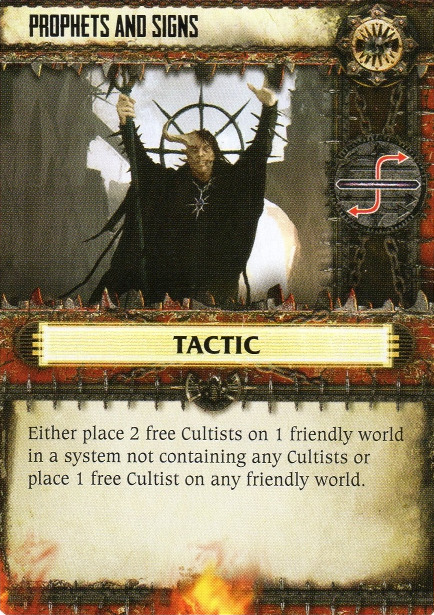 PROPHETS AND SIGNS
TACTIC
Either place 2 free Cultists on 1 friendly world
in a system not containing any Cultists or
place 1 free Cultist on any friendly world.